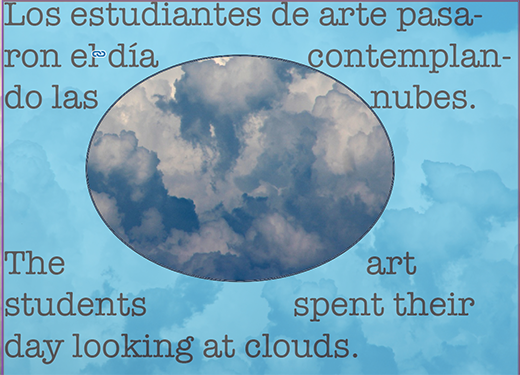 Los estudiantes de arte pasa-
ron el día contemplan-
do las nubes.
The art
students spent their
day looking at clouds.